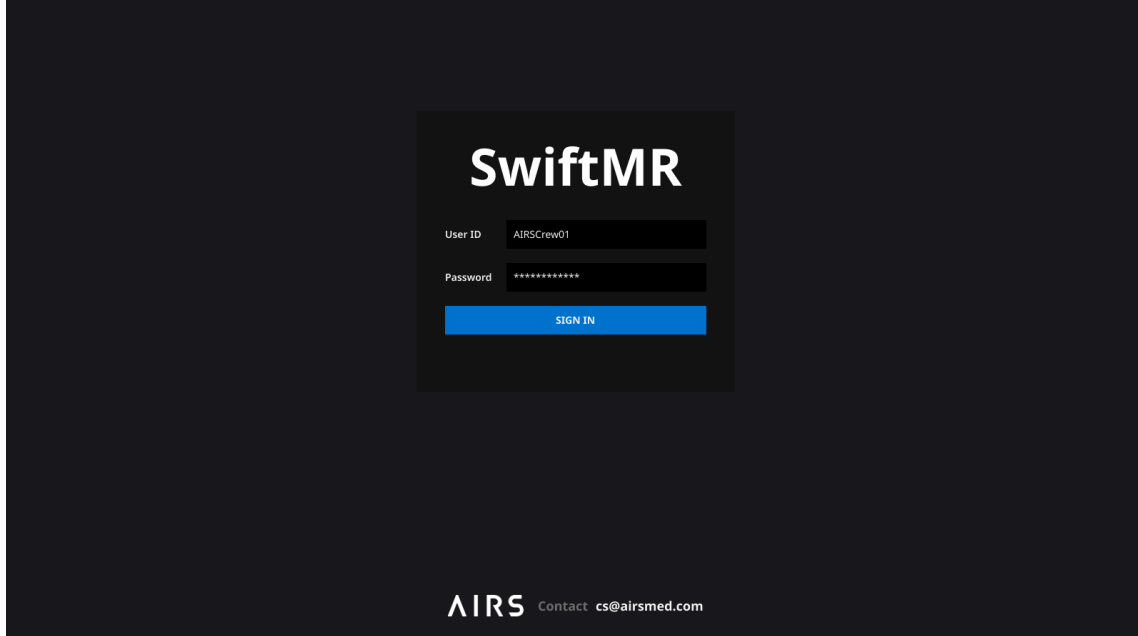 SwiftMR
User ID AIRSCrew01
Password ************
SIGN IN
AIRS Contact cs@airsmed.com